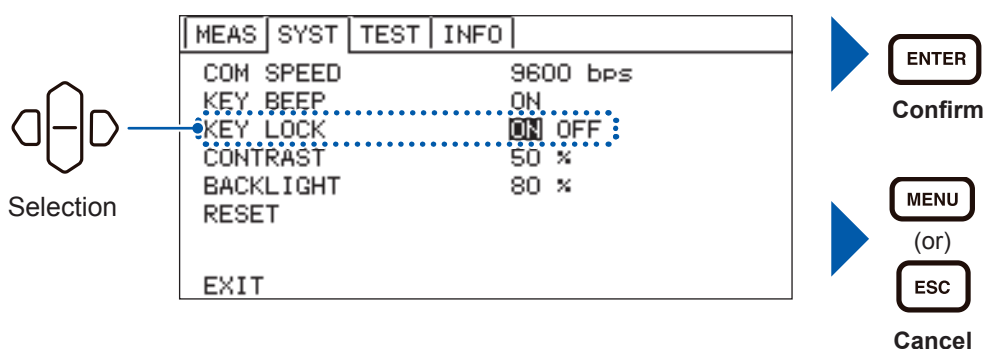 MEAS SYST TEST INFO
COM SPEED 9600 bps
KEY BEEP ON
KEY LOCK ON OFF
CONTRAST 50 %
BACKLIGHT 80 %
RESET
EXIT
Selection
ENTER
Confirm
MENU
(or)
ESC
Cancel